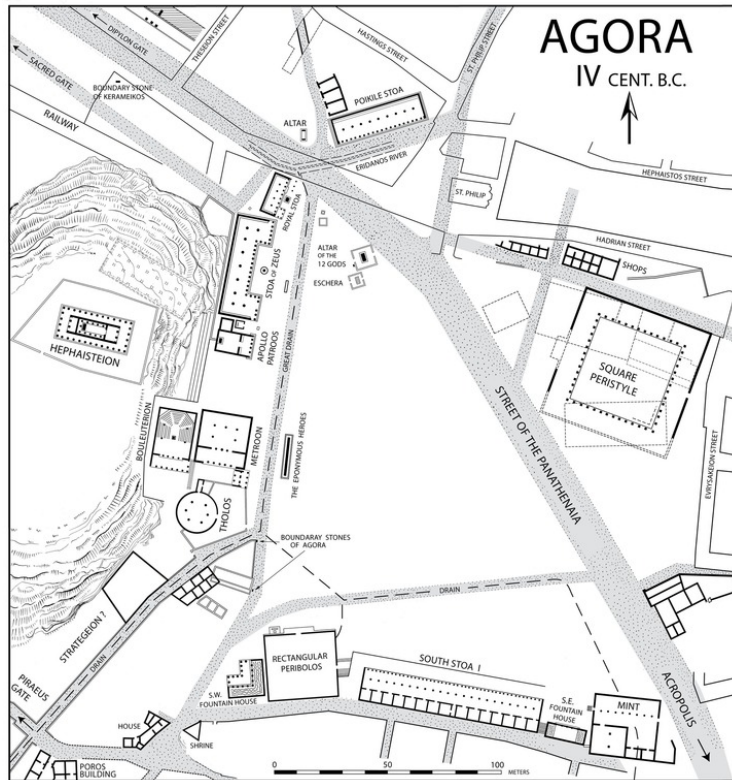 AGORA
IV CENT. B.C.
DIPYLON GATE
THESEION STREET
HASTINGS STREET
ST. PHILIP STREET
SACRED GATE
BOUNDARY STONE
OF KERAMEIKOS
POIKILE STOA
RAILWAY
ALTAR
ERIDANOS RIVER
HEPHAISTOS STREET
ST. PHILIP
ROYAL STOA
HADRIAN STREET
STOA OF ZEUS
ALTAR
OF THE
12 GODS
SHOPS
ESCHERA
HEPHAISTEION
APOLLO
PATROOS
GREAT DRAIN
SQUARE
PERISTYLE
STREET OF THE PANATHENAIA
BOULEUTERION
METROON
THE EPONYMOUS HEROES
EVRYSAKEION STREET
THOLOS
BOUNDARAY STONES
OF AGORA
STRATEGEION ?
DRAIN
DRAIN
RECTANGULAR
PERIBOLOS
SOUTH STOA I
ACROPOLIS
PIRAEUS
GATE
S.W.
FOUNTAIN HOUSE
S.E.
FOUNTAIN
HOUSE
MINT
HOUSE
SHRINE
POROS
BUILDING
0 50 100
METERS